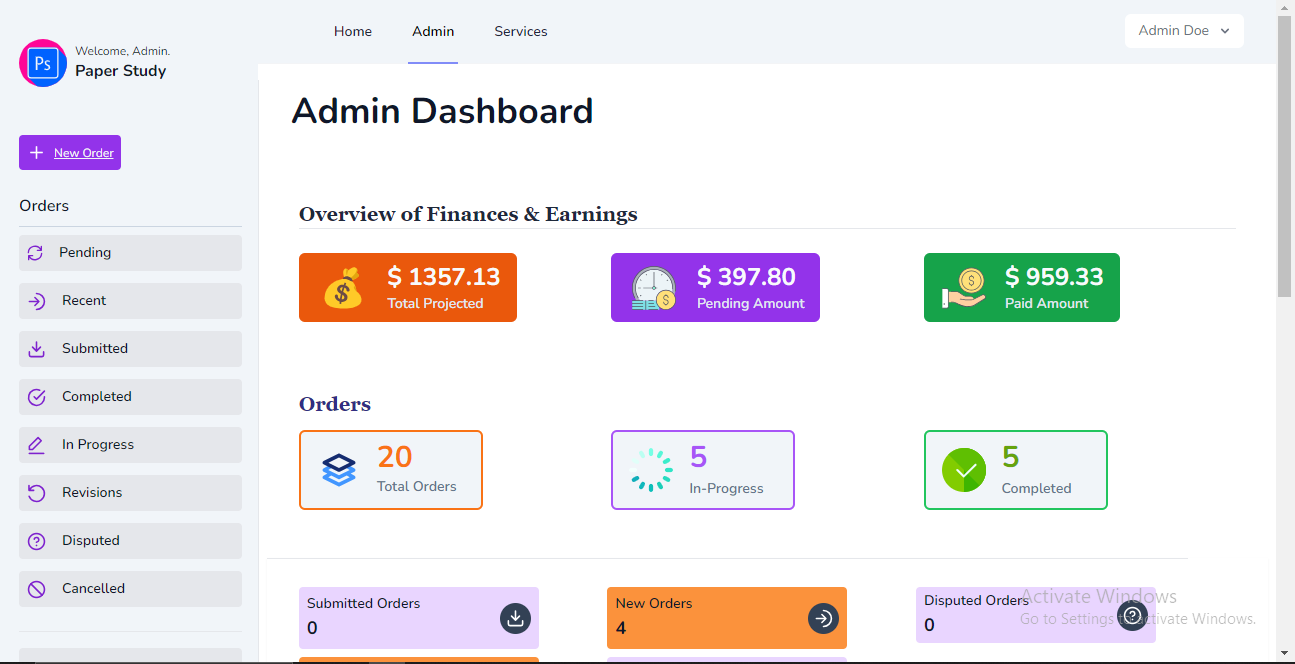 Home
Admin
Services
Admin Doe
Ps
Welcome, Admin.
Paper Study
New Order
Orders
Pending
Recent
Submitted
Completed
In Progress
Revisions
Disputed
Cancelled
Admin Dashboard
Overview of Finances & Earnings
$ 1357.13
Total Projected
$ 397.80
Pending Amount
$ 959.33
Paid Amount
Orders
20
Total Orders
5
In-Progress
5
Completed
Submitted Orders
0
New Orders
4
Disputed Orders
0
Activate Windows
Go to Settings to activate Windows.